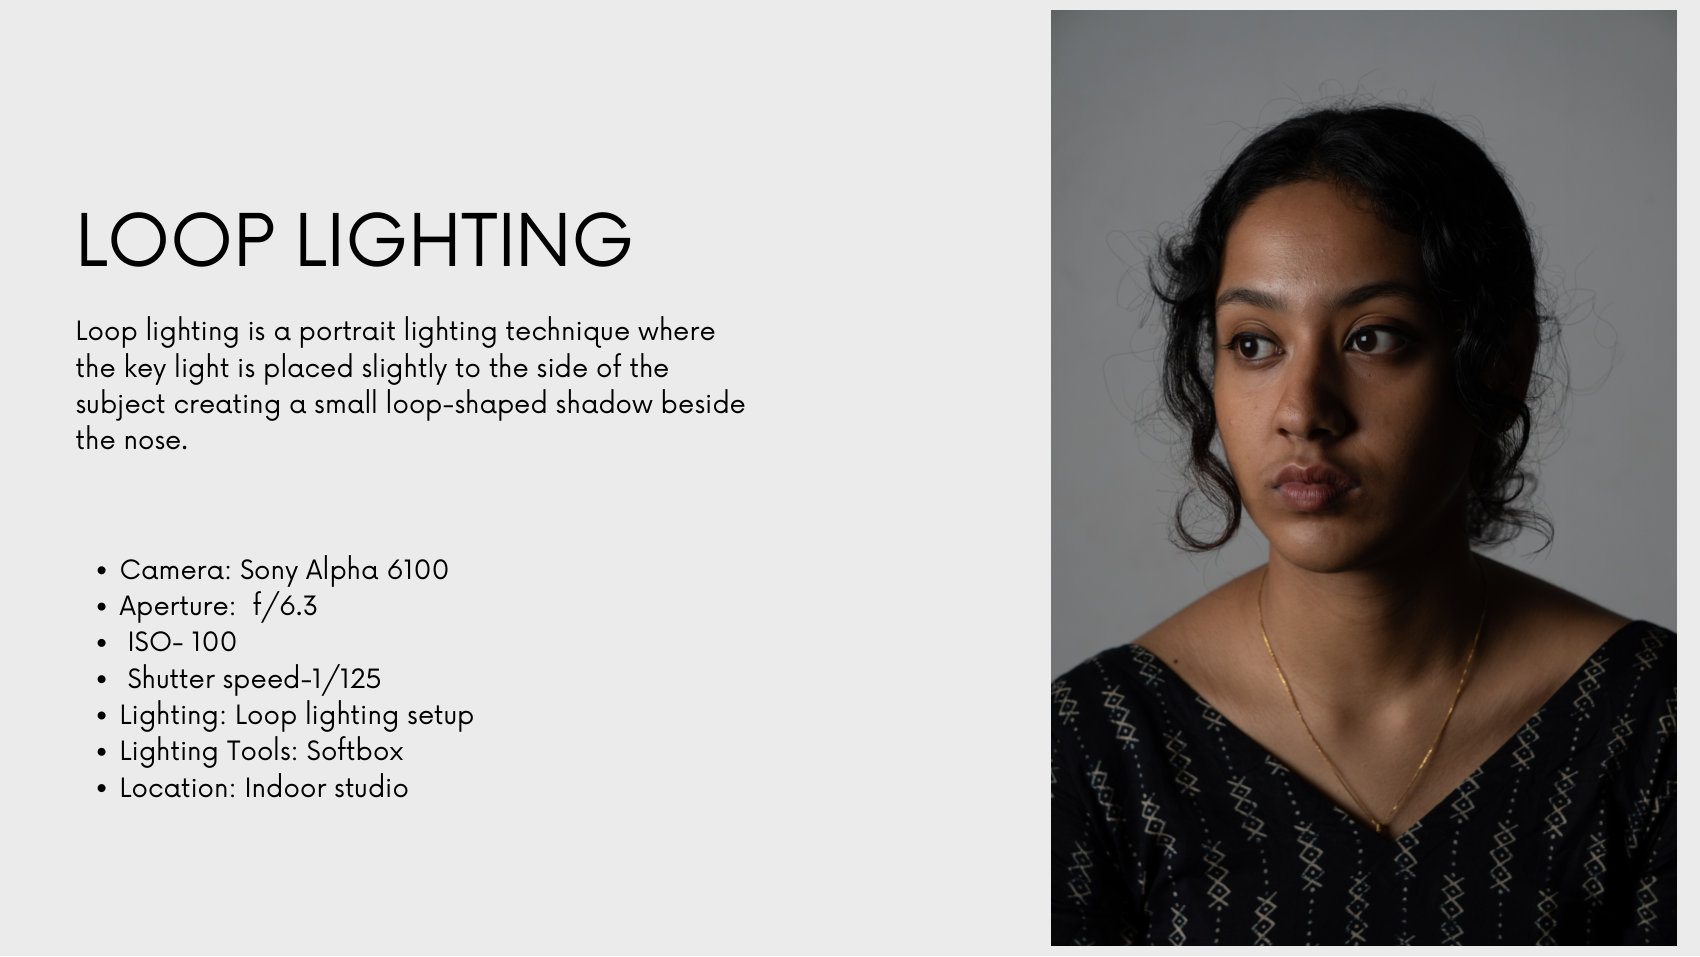 LOOP LIGHTING
Loop lighting is a portrait lighting technique where
the key light is placed slightly to the side of the
subject creating a small loop-shaped shadow beside
the nose.
• Camera: Sony Alpha 6100
• Aperture:  f/6.3
•  ISO- 100
•  Shutter speed-1/125
• Lighting: Loop lighting setup
• Lighting Tools: Softbox
• Location: Indoor studio